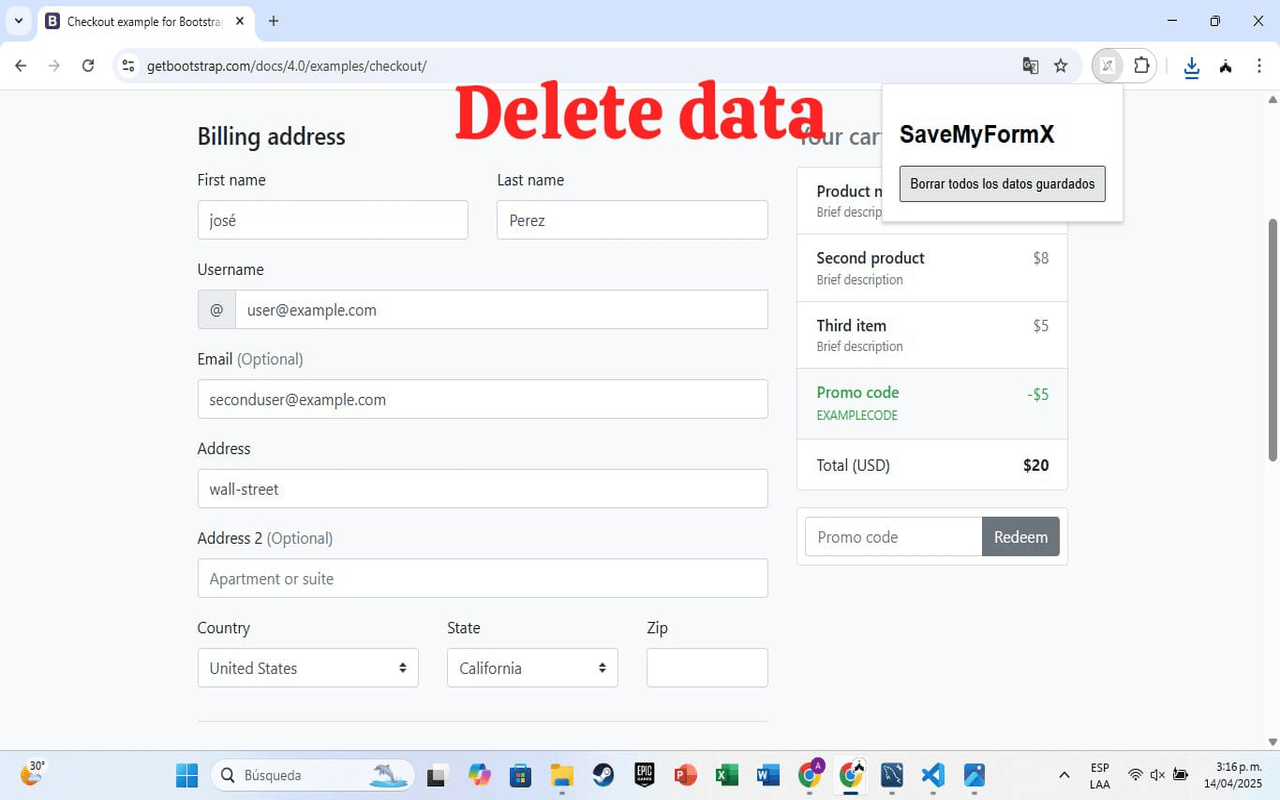 Checkout example for Bootstrap
getbootstrap.com/docs/4.0/examples/checkout/
Delete data
SaveMyFormX
Borrar todos los datos guardados
Billing address
First name
Last name
josé
Perez
Username
@
user@example.com
Email (Optional)
seconduser@example.com
Address
wall-street
Address 2 (Optional)
Apartment or suite
Country
State
Zip
United States
California
Your car
Product n
Brief descrip
Second product
$8
Brief description
Third item
$5
Brief description
Promo code
-$5
EXAMPLECODE
Total (USD)
$20
Promo code
Redeem
30°
Búsqueda
EPIC GAMES
A
ESP
LAA
3:16 p.m.
14/04/2025